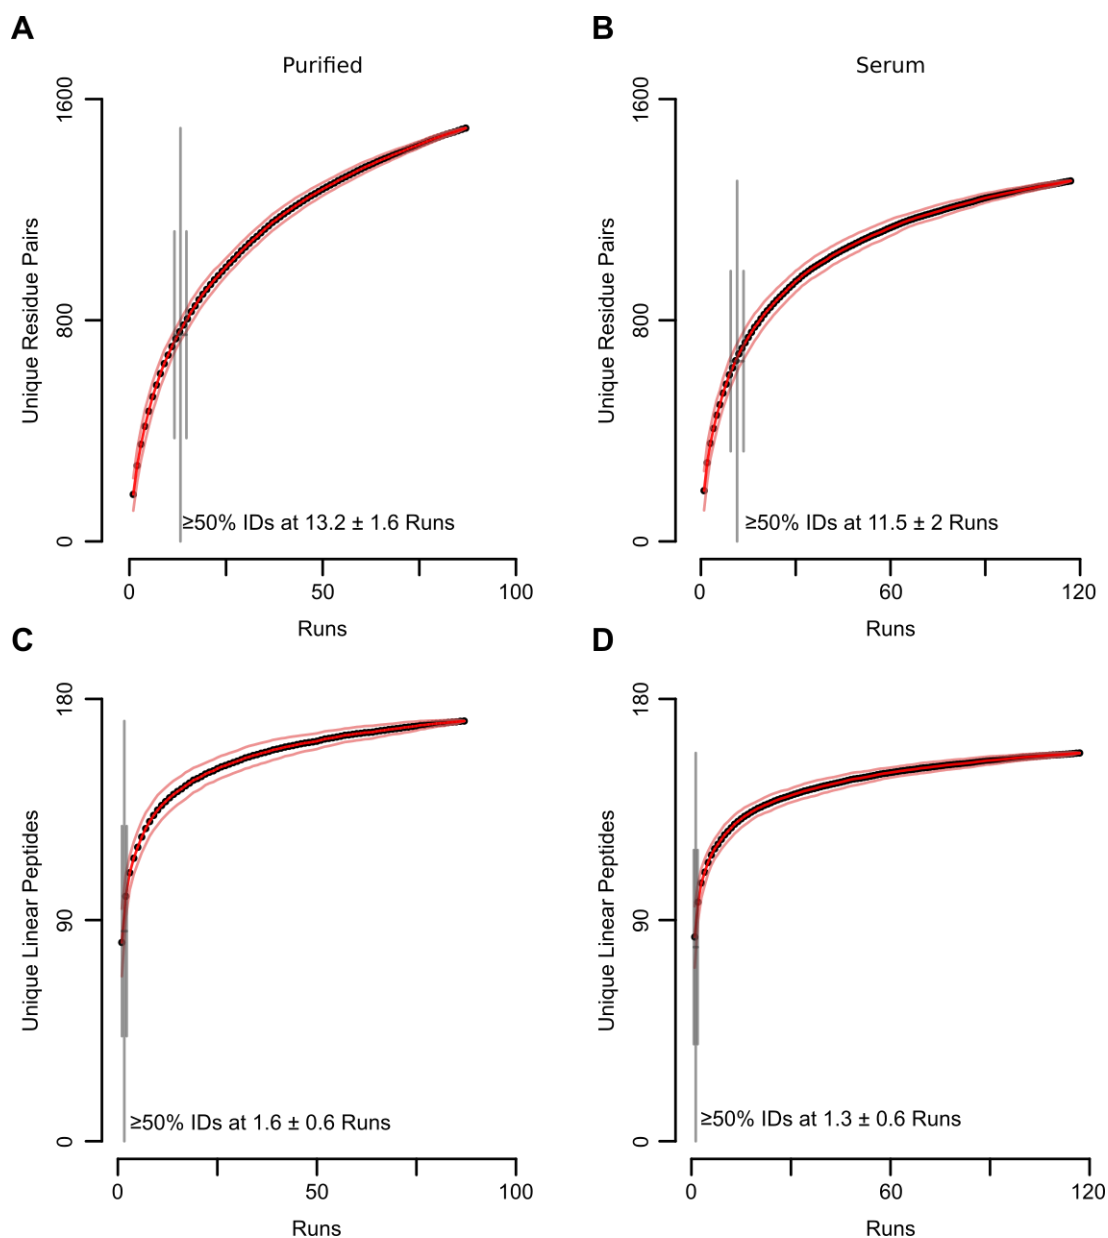 A
Purified
Unique Residue Pairs
0
800
1600
≥50% IDs at 13.2 ± 1.6 Runs
0
50
100
Runs
B
Serum
Unique Residue Pairs
0
800
1600
≥50% IDs at 11.5 ± 2 Runs
0
60
120
Runs
C
Unique Linear Peptides
0
90
180
≥50% IDs at 1.6 ± 0.6 Runs
0
50
100
Runs
D
Unique Linear Peptides
0
90
180
≥50% IDs at 1.3 ± 0.6 Runs
0
60
120
Runs